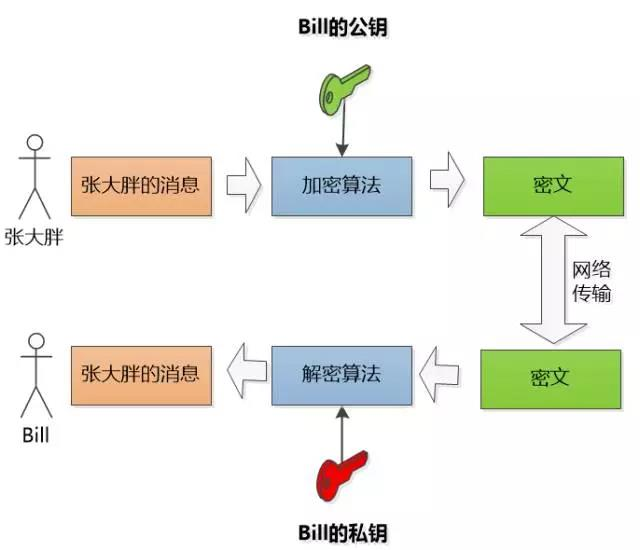 Bill的公钥
张大胖的消息
加密算法
密文
张大胖
网络
传输
张大胖的消息
解密算法
密文
Bill
Bill的私钥